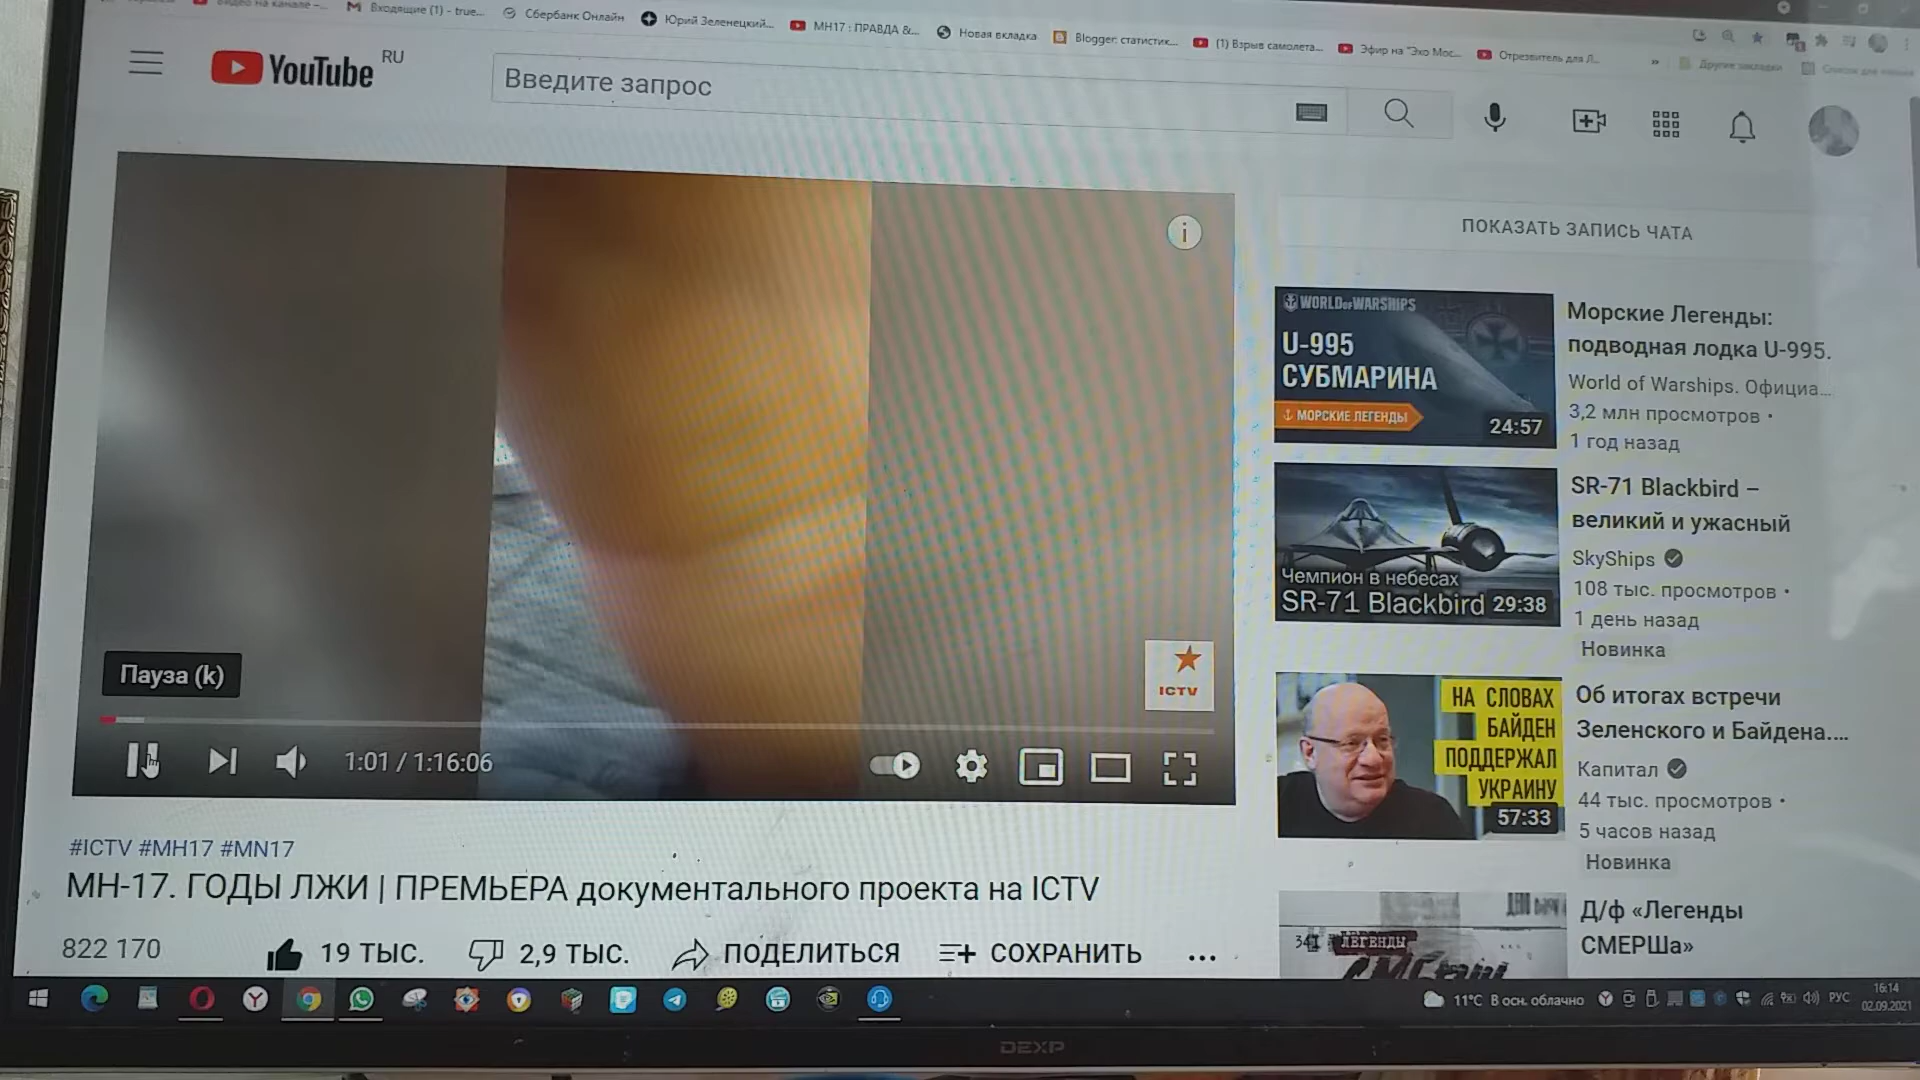 Видео на канале –...
Входящие (1) - true...
Сбербанк Онлайн
Юрий Зеленецкий...
MH17 : ПРАВДА &...
Новая вкладка
Blogger: статистик...
(1) Взрыв самолета...
Эфир на "Эхо Мос...
Отрезвитель для Л...
»
Другие закладки
YouTube RU
Введите запрос
ПОКАЗАТЬ ЗАПИСЬ ЧАТА
WORLD OF WARSHIPS
U-995
СУБМАРИНА
МОРСКИЕ ЛЕГЕНДЫ
24:57
Морские Легенды:
подводная лодка U-995.
World of Warships. Официа...
3,2 млн просмотров •
1 год назад
Чемпион в небесах
SR-71 Blackbird
29:38
SR-71 Blackbird –
великий и ужасный
SkyShips
108 тыс. просмотров •
1 день назад
Новинка
ICTV
Пауза (k)
1:01 / 1:16:06
НА СЛОВАХ
БАЙДЕН
ПОДДЕРЖАЛ
УКРАИНУ
57:33
Об итогах встречи
Зеленского и Байдена....
Капитал
44 тыс. просмотров •
5 часов назад
Новинка
#ICTV #MH17 #MN17
МН-17. ГОДЫ ЛЖИ | ПРЕМЬЕРА документального проекта на ICTV
822 170
19 ТЫС.
2,9 ТЫС.
ПОДЕЛИТЬСЯ
СОХРАНИТЬ
...
ЛЕГЕНДЫ
Д/ф «Легенды
СМЕРШа»
11°C В осн. облачно
РУС
16:14
02.09.2021
DEXP